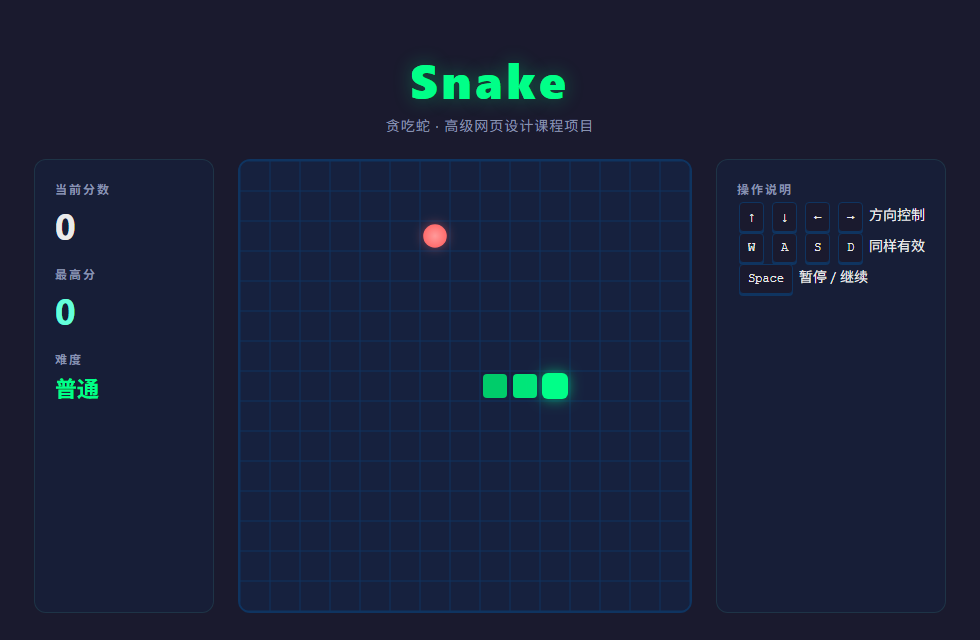 Snake
贪吃蛇 · 高级网页设计课程项目
当前分数
0
最高分
0
难度
普通
操作说明
↑ ↓ ← → 方向控制
W A S D 同样有效
Space 暂停 / 继续